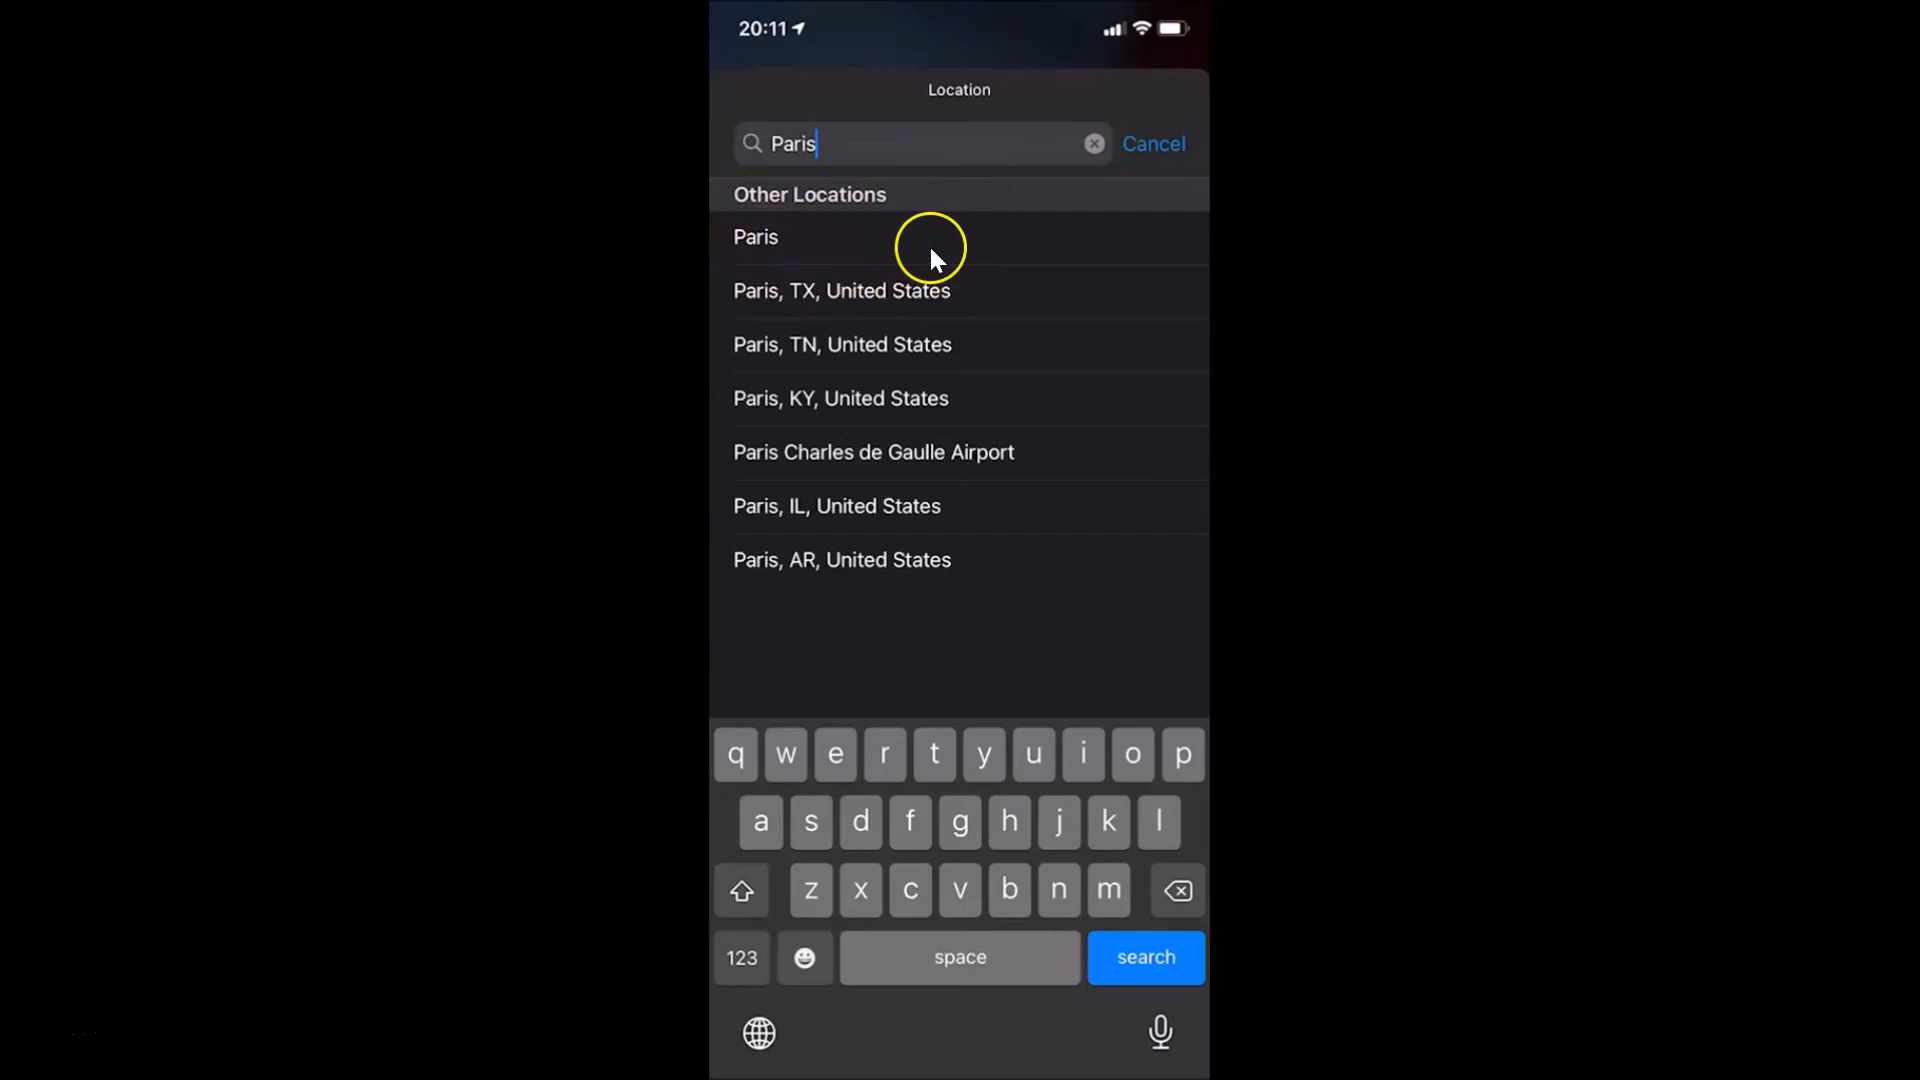 20:11
Location
Paris
Cancel
Other Locations
Paris
Paris, TX, United States
Paris, TN, United States
Paris, KY, United States
Paris Charles de Gaulle Airport
Paris, IL, United States
Paris, AR, United States
q w e r t y u i o p
a s d f g h j k l
z x c v b n m
123 space search